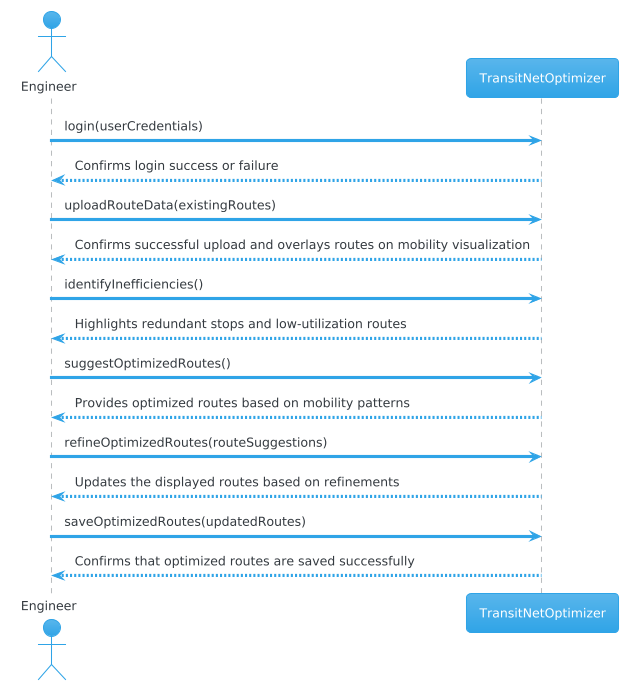 Engineer
TransitNetOptimizer
login(userCredentials)
Confirms login success or failure
uploadRouteData(existingRoutes)
Confirms successful upload and overlays routes on mobility visualization
identifyInefficiencies()
Highlights redundant stops and low-utilization routes
suggestOptimizedRoutes()
Provides optimized routes based on mobility patterns
refineOptimizedRoutes(routeSuggestions)
Updates the displayed routes based on refinements
saveOptimizedRoutes(updatedRoutes)
Confirms that optimized routes are saved successfully
Engineer
TransitNetOptimizer